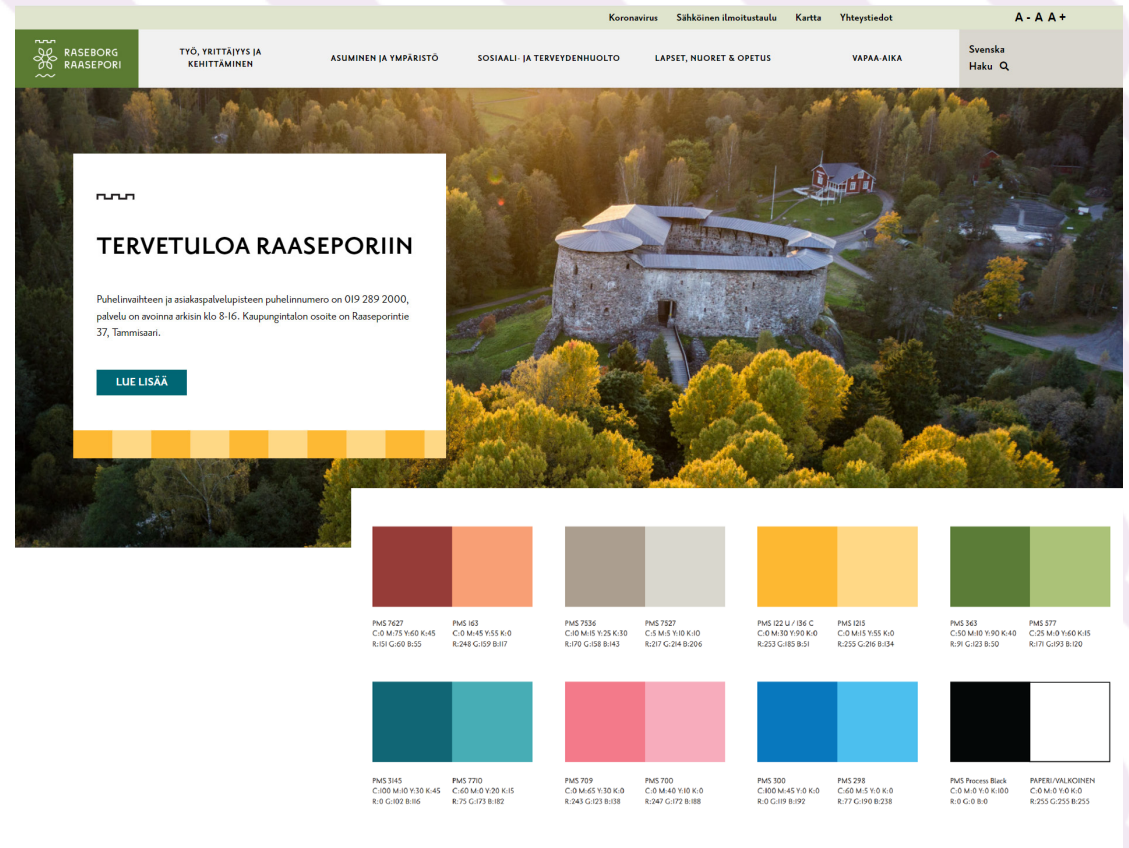 Koronavirus Sähköinen ilmoitustaulu Kartta Yhteystiedot A - A A +
RASEBORG
RAASEPORI
TYÖ, YRITTÄJYYS JA
KEHITTÄMINEN
ASUMINEN JA YMPÄRISTÖ
SOSIAALI- JA TERVEYDENHUOLTO
LAPSET, NUORET & OPETUS
VAPAA-AIKA
Svenska
Haku
TERVETULOA RAASEPORIIN
Puhelinvaihteen ja asiakaspalvelupisteen puhelinnumero on 019 289 2000,
palvelu on avoinna arkisin klo 8-16. Kaupungintalon osoite on Raaseporintie
37, Tammisaari.
LUE LISÄÄ
PMS 7627
C:0 M:75 Y:60 K:45
R:151 G:60 B:55
PMS 163
C:0 M:45 Y:55 K:0
R:248 G:159 B:117
PMS 7536
C:10 M:15 Y:25 K:30
R:170 G:158 B:143
PMS 7527
C:5 M:5 Y:10 K:10
R:217 G:214 B:206
PMS 122 U / 136 C
C:0 M:30 Y:90 K:0
R:253 G:185 B:51
PMS 1215
C:0 M:15 Y:55 K:0
R:255 G:216 B:134
PMS 363
C:50 M:10 Y:90 K:40
R:91 G:123 B:50
PMS 577
C:25 M:0 Y:60 K:15
R:171 G:193 B:120
PMS 3145
C:100 M:10 Y:30 K:45
R:0 G:102 B:116
PMS 7710
C:60 M:0 Y:20 K:15
R:75 G:173 B:182
PMS 709
C:0 M:65 Y:30 K:0
R:243 G:123 B:138
PMS 700
C:0 M:40 Y:10 K:0
R:247 G:172 B:188
PMS 300
C:100 M:45 Y:0 K:0
R:0 G:119 B:192
PMS 298
C:60 M:5 Y:0 K:0
R:77 G:190 B:238
PMS Process Black
C:0 M:0 Y:0 K:100
R:0 G:0 B:0
PAPERI/VALKOINEN
C:0 M:0 Y:0 K:0
R:255 G:255 B:255